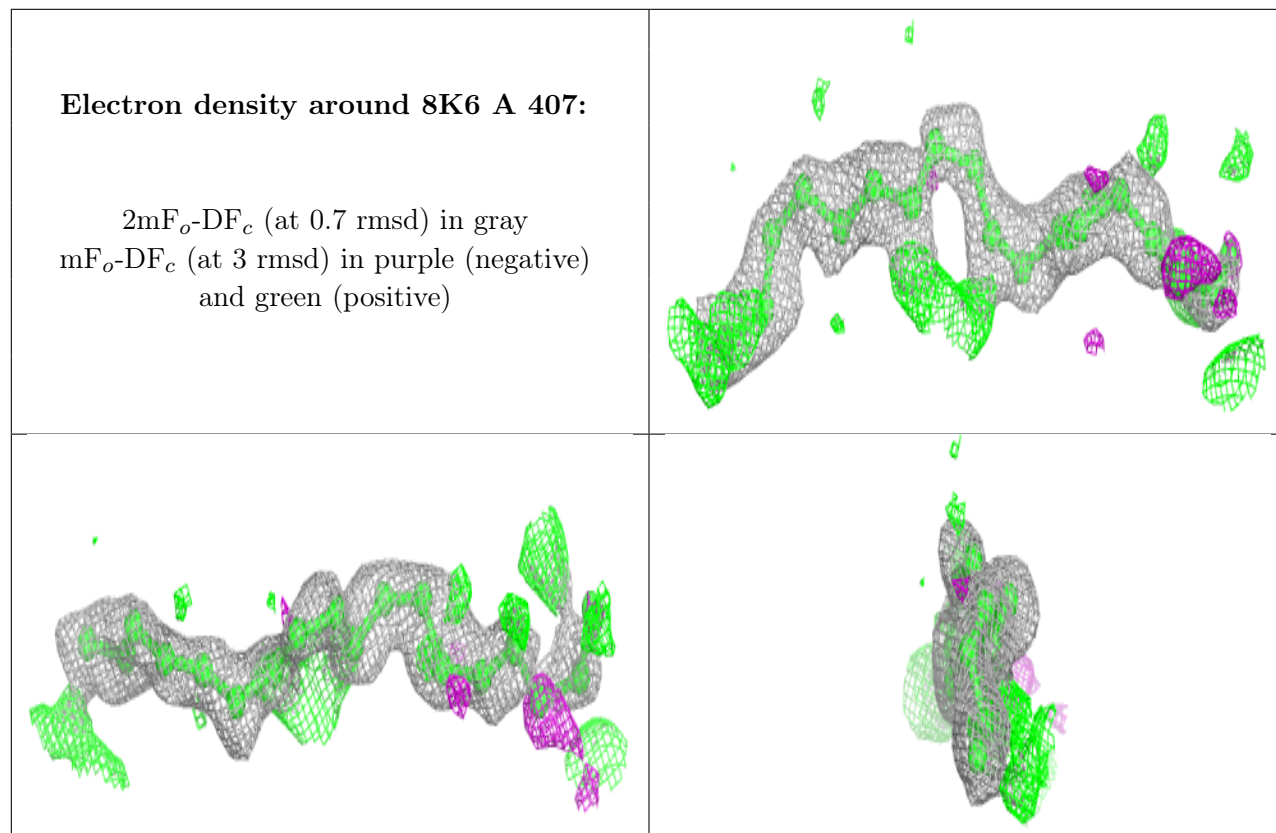 Electron density around 8K6 A 407:
2mFₒ-DF𝑐 (at 0.7 rmsd) in gray
mFₒ-DF𝑐 (at 3 rmsd) in purple (negative)
and green (positive)